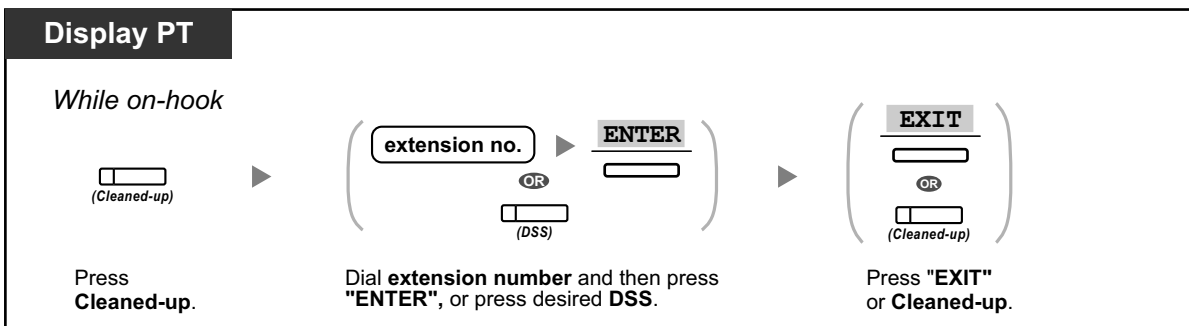 Display PT
While on-hook
(Cleaned-up)
extension no.
ENTER
OR
(DSS)
EXIT
OR
(Cleaned-up)
Press
Cleaned-up.
Dial extension number and then press
"ENTER", or press desired DSS.
Press "EXIT"
or Cleaned-up.